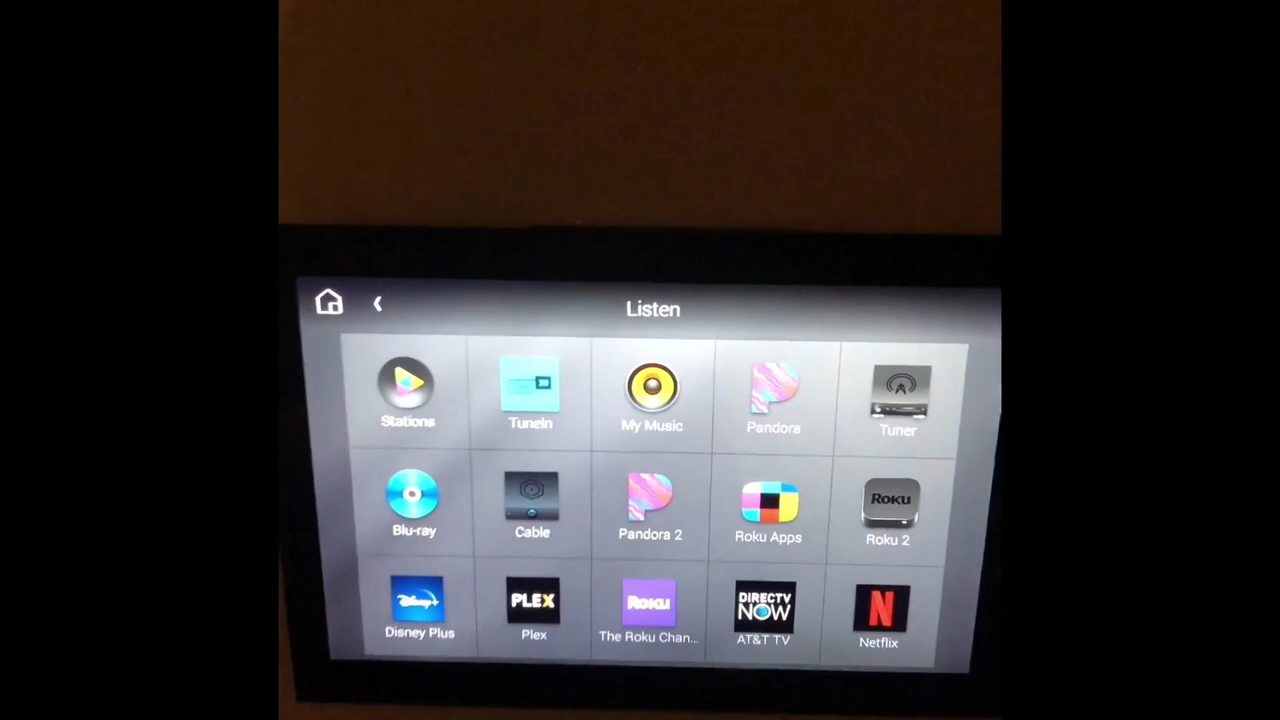 Listen
Stations
TuneIn
My Music
Pandora
Tuner
Blu-ray
Cable
Pandora 2
Roku Apps
Roku
Roku 2
Disney+
Disney Plus
PLEX
Plex
Roku
The Roku Chan...
DIRECTV
NOW
AT&T TV
N
Netflix